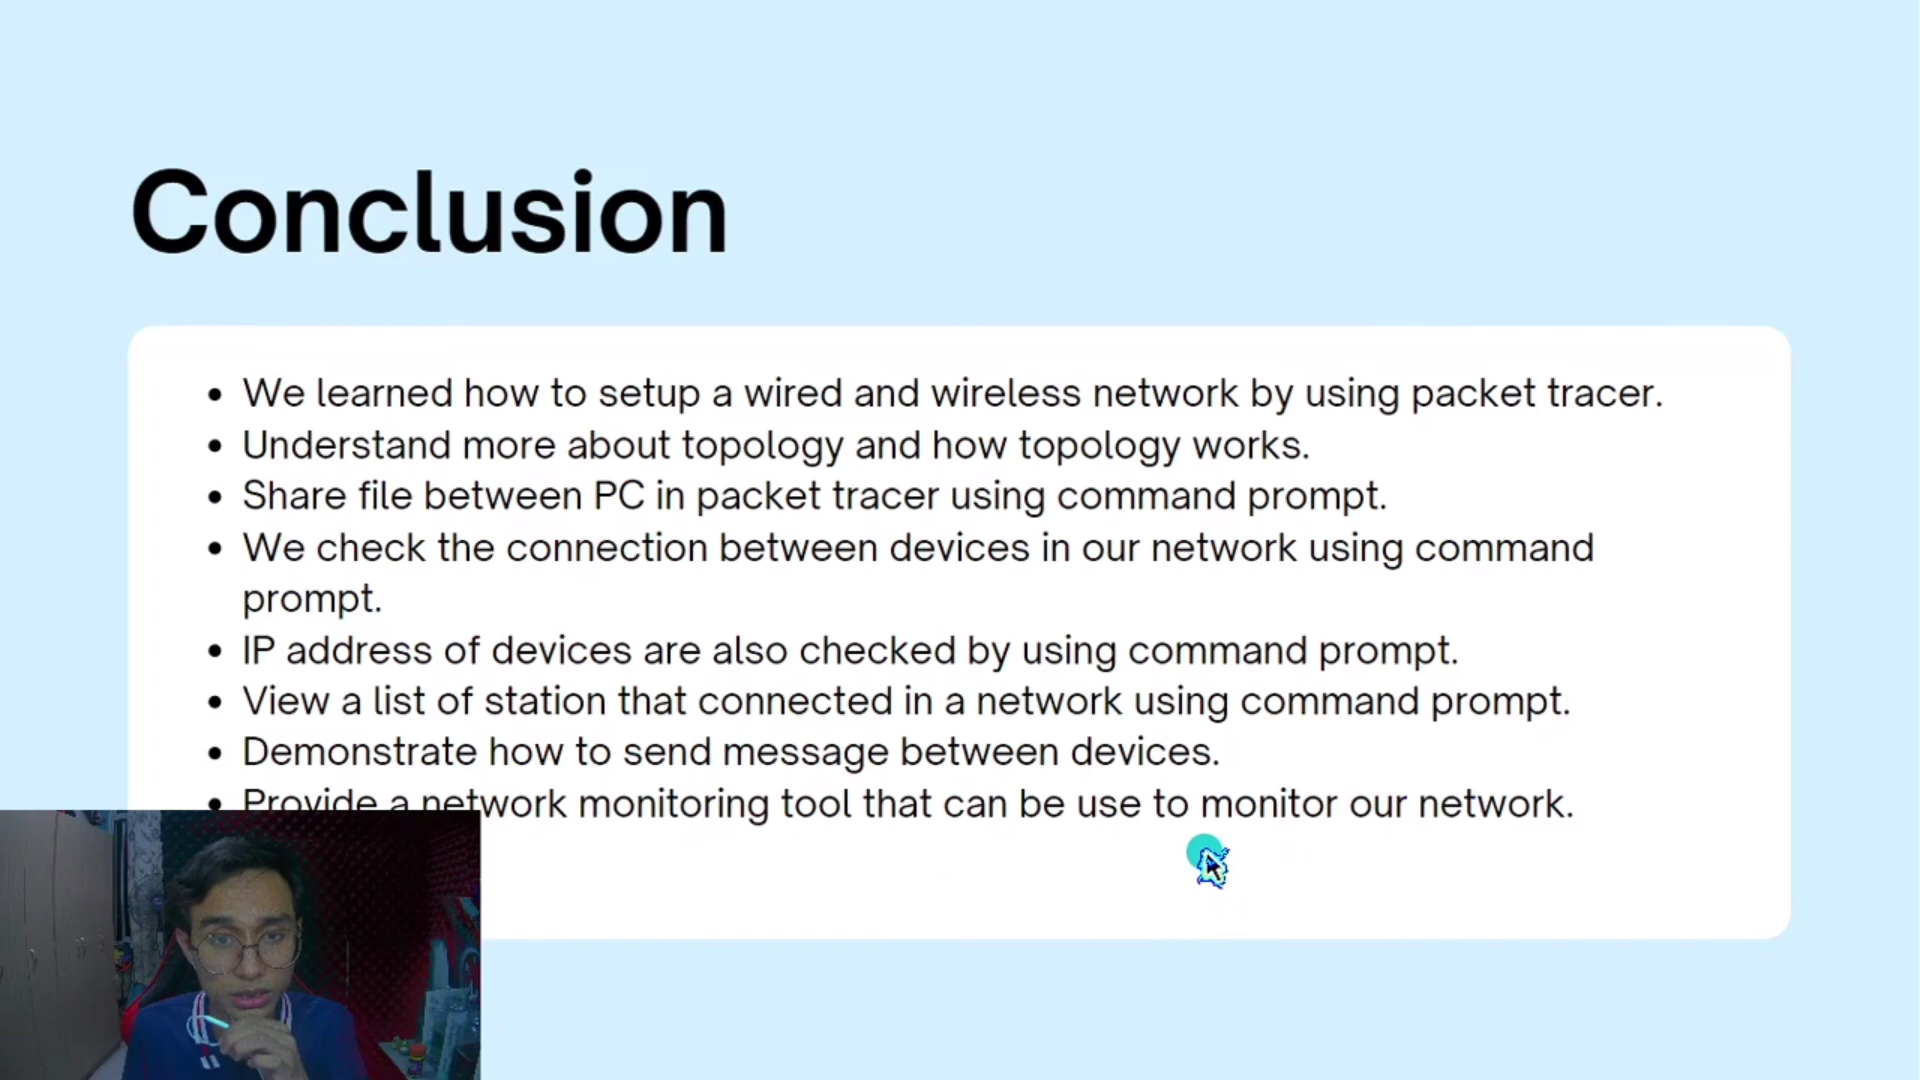 Conclusion
• We learned how to setup a wired and wireless network by using packet tracer.
• Understand more about topology and how topology works.
• Share file between PC in packet tracer using command prompt.
• We check the connection between devices in our network using command
prompt.
• IP address of devices are also checked by using command prompt.
• View a list of station that connected in a network using command prompt.
• Demonstrate how to send message between devices.
• Provide a network monitoring tool that can be use to monitor our network.